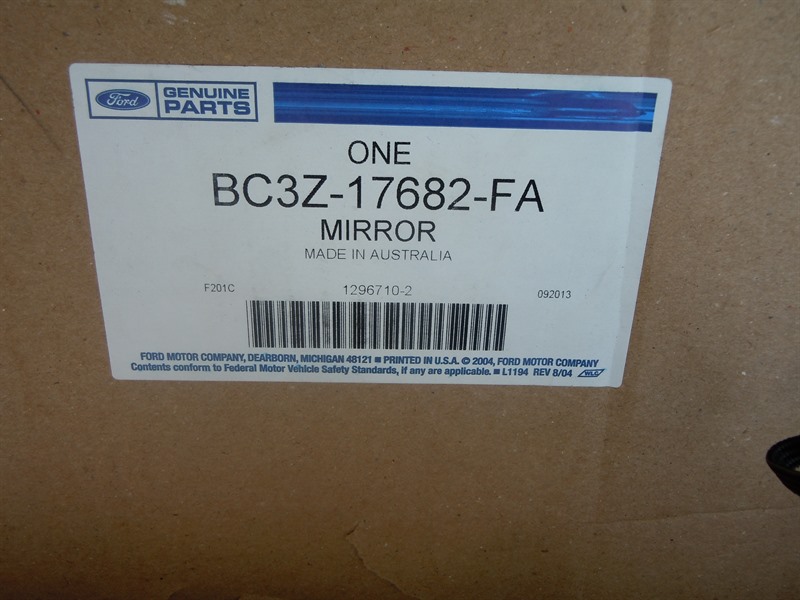 Ford
GENUINE
PARTS
ONE
BC3Z-17682-FA
MIRROR
MADE IN AUSTRALIA
F201C 1296710-2 092013
FORD MOTOR COMPANY, DEARBORN, MICHIGAN 48121 ■ PRINTED IN U.S.A. © 2004, FORD MOTOR COMPANY
Contents conform to Federal Motor Vehicle Safety Standards, if any are applicable. ■ L1194 REV 8/04 WLC